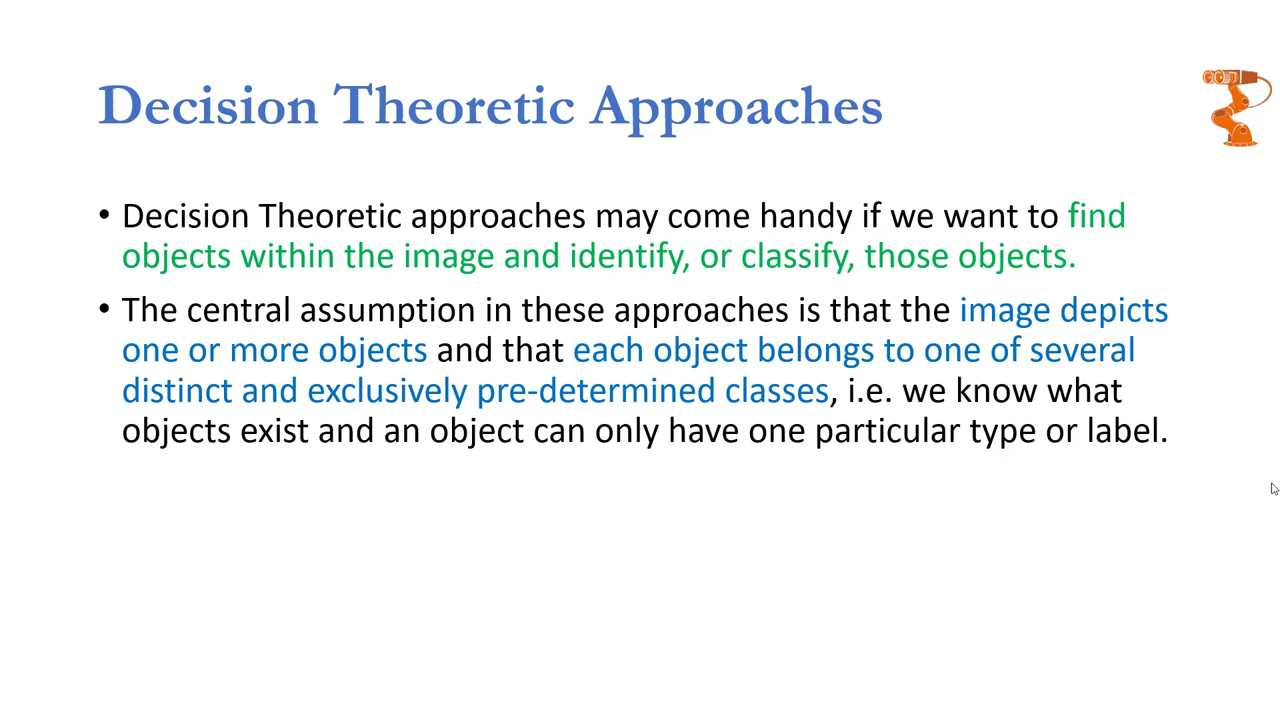 Decision Theoretic Approaches
• Decision Theoretic approaches may come handy if we want to find
objects within the image and identify, or classify, those objects.
• The central assumption in these approaches is that the image depicts
one or more objects and that each object belongs to one of several
distinct and exclusively pre-determined classes, i.e. we know what
objects exist and an object can only have one particular type or label.